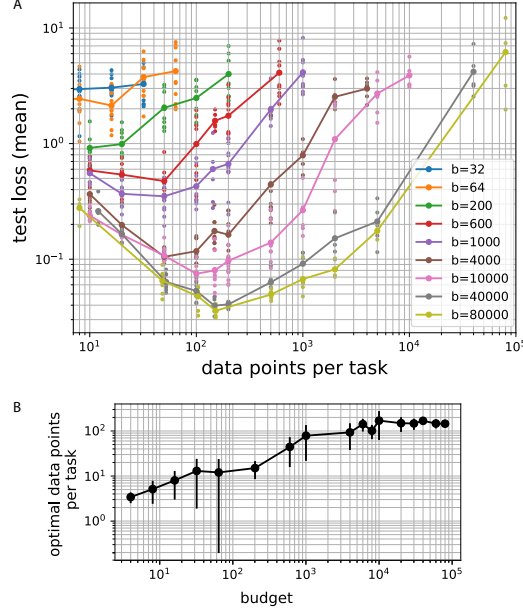 A
10¹
10⁰
10⁻¹
test loss (mean)
b=32
b=64
b=200
b=600
b=1000
b=4000
b=10000
b=40000
b=80000
10¹ 10² 10³ 10⁴ 10⁵
data points per task
B
10²
10¹
10⁰
optimal data points
per task
10¹ 10² 10³ 10⁴ 10⁵
budget